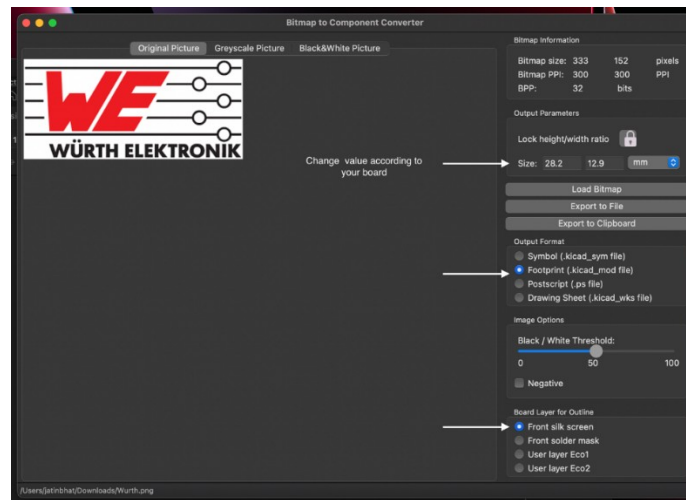 Bitmap to Component Converter
Original Picture Greyscale Picture Black&White Picture
WE
WÜRTH ELEKTRONIK
Change value according to
your board
Bitmap Information
Bitmap size: 333 152 pixels
Bitmap PPI: 300 300 PPI
BPP: 32 bits
Output Parameters
Lock height/width ratio
Size: 28.2 12.9 mm
Load Bitmap
Export to File
Export to Clipboard
Output Format
Symbol (.kicad_sym file)
Footprint (.kicad_mod file)
Postscript (.ps file)
Drawing Sheet (.kicad_wks file)
Image Options
Black / White Threshold:
0 50 100
Negative
Board Layer for Outline
Front silk screen
Front solder mask
User layer Eco1
User layer Eco2
/Users/jatinbhat/Downloads/Wurth.png